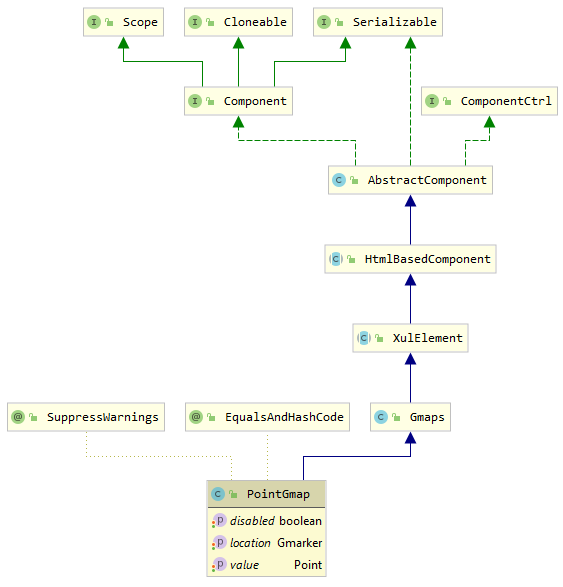 I Scope
I Cloneable
I Serializable
I Component
I ComponentCtrl
C AbstractComponent
C HtmlBasedComponent
C XulElement
@ SuppressWarnings
@ EqualsAndHashCode
C Gmaps
C PointGmap
p disabled boolean
p location Gmarker
p value Point